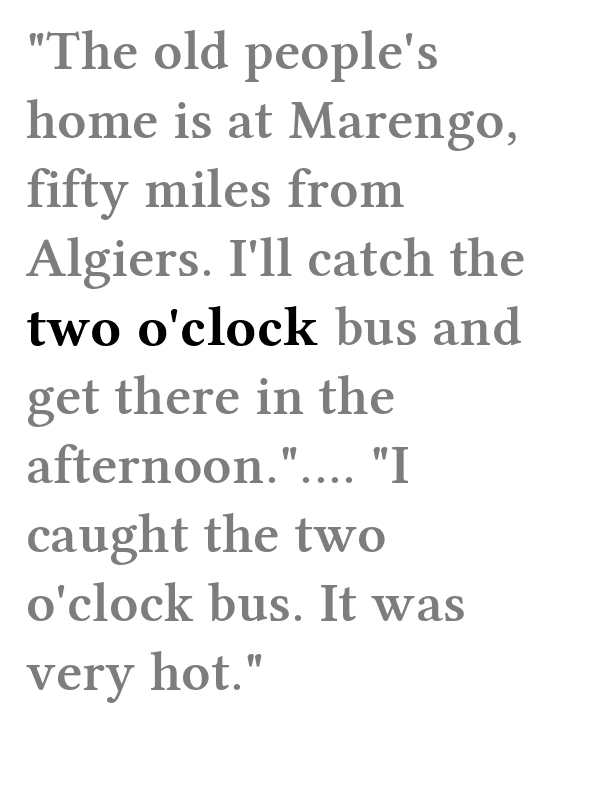 "The old people's
home is at Marengo,
fifty miles from
Algiers. I'll catch the
two o'clock bus and
get there in the
afternoon.".... "I
caught the two
o'clock bus. It was
very hot."